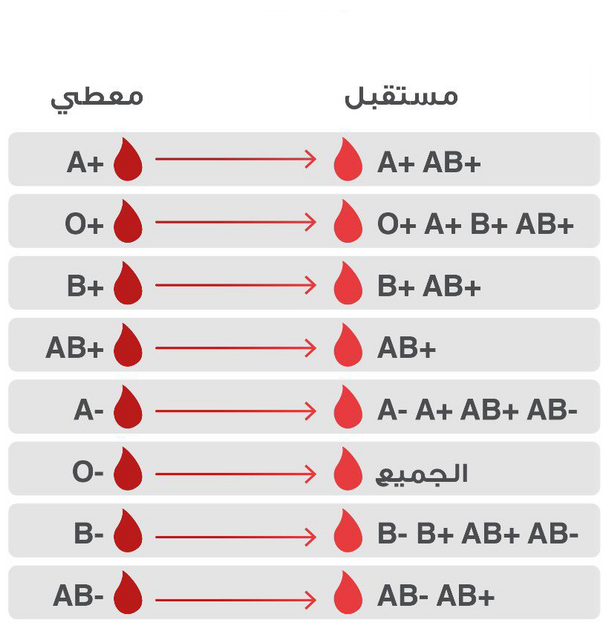 معطي مستقبل
A+ A+ AB+
O+ O+ A+ B+ AB+
B+ B+ AB+
AB+ AB+
A- A- A+ AB+ AB-
O- الجميع
B- B- B+ AB+ AB-
AB- AB- AB+